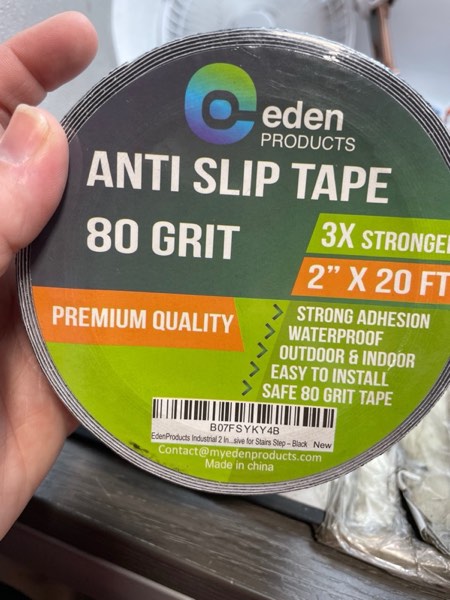 eden
PRODUCTS
ANTI SLIP TAPE
80 GRIT
3X STRONGE
2” X 20 FT
PREMIUM QUALITY
STRONG ADHESION
WATERPROOF
OUTDOOR & INDOOR
EASY TO INSTALL
SAFE 80 GRIT TAPE
B07FSYKY4B
EdenProducts Industrial 2 In...sive for Stairs Step – Black New
Contact@myedenproducts.com
Made in china